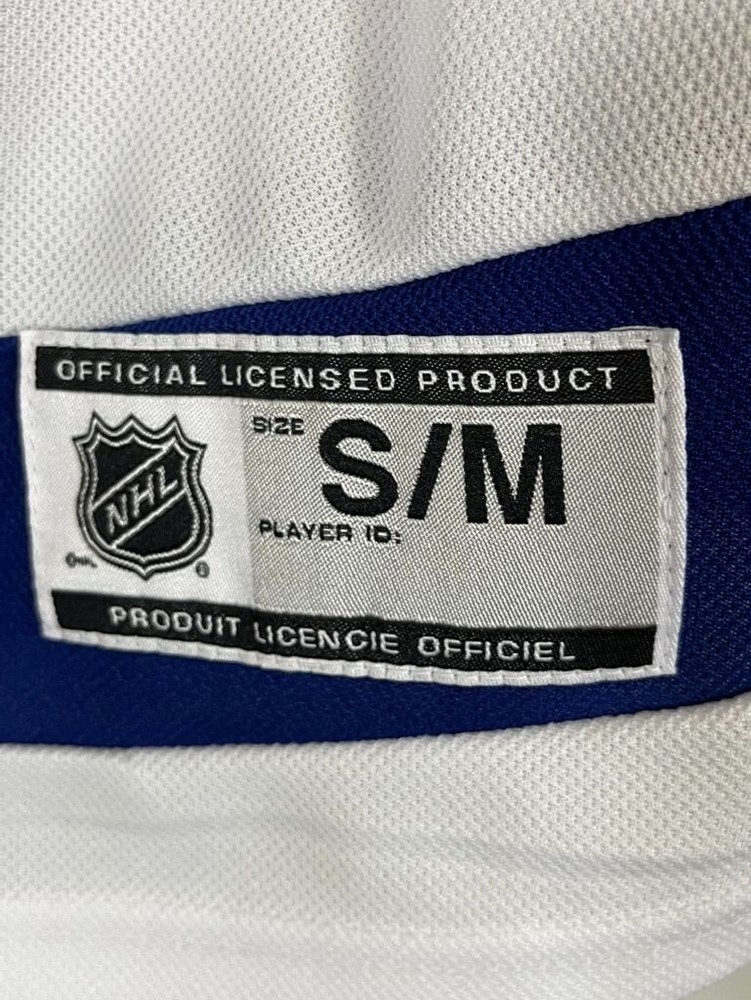 OFFICIAL LICENSED PRODUCT
SIZE S/M
NHL
PLAYER ID:
PRODUIT LICENCIE OFFICIEL